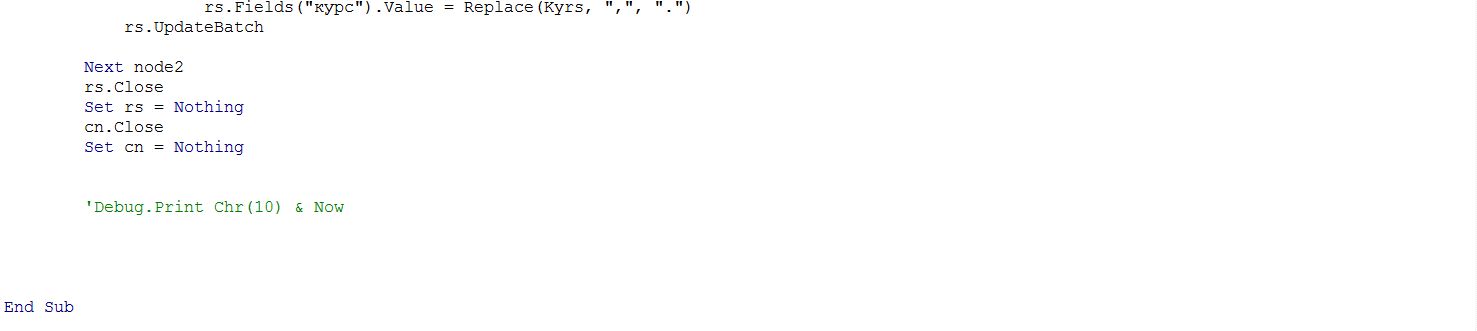 rs.Fields("курс").Value = Replace(Kyrs, ",", ".")
rs.UpdateBatch
Next node2
rs.Close
Set rs = Nothing
cn.Close
Set cn = Nothing
'Debug.Print Chr(10) & Now
End Sub